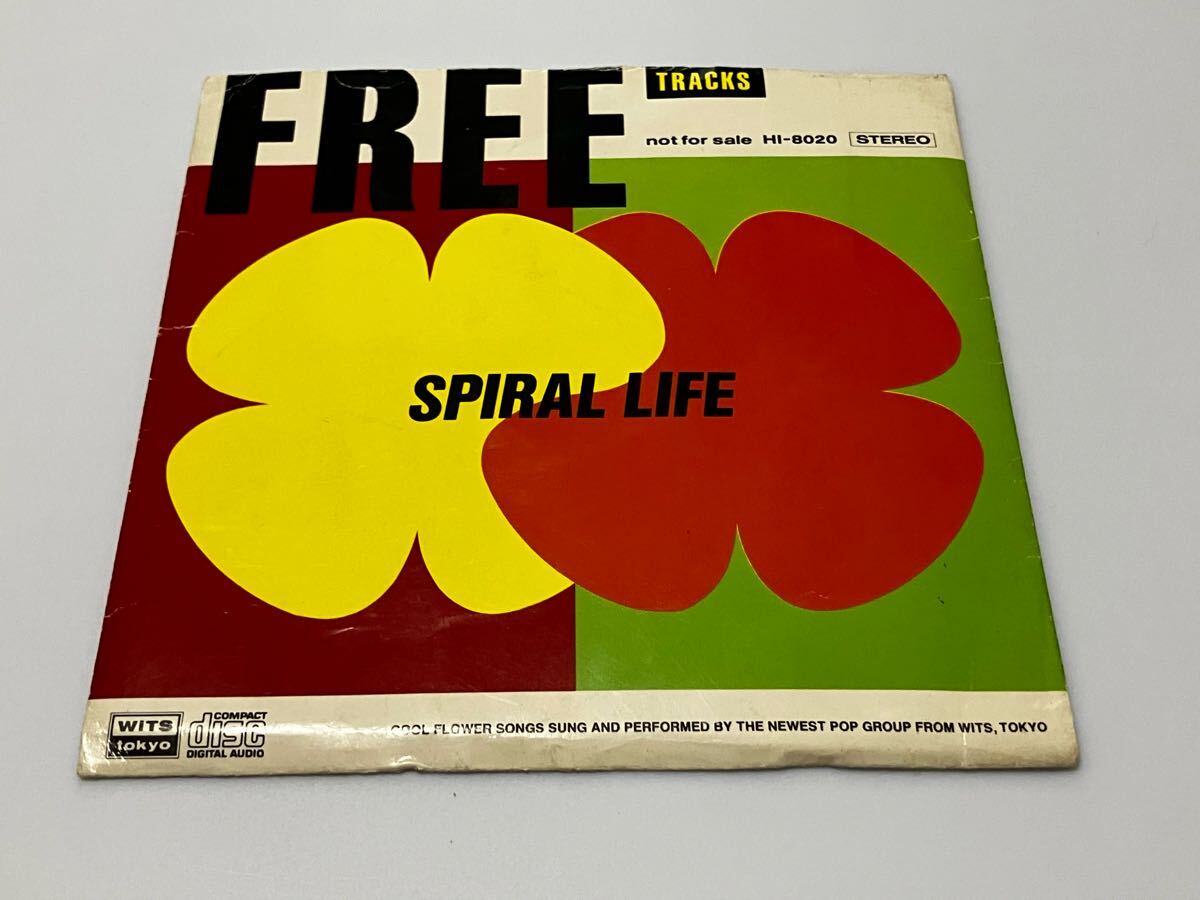 FREE
TRACKS
not for sale HI-8020 STEREO
SPIRAL LIFE
WITS
tokyo
COMPACT
disc
DIGITAL AUDIO
COOL FLOWER SONGS SUNG AND PERFORMED BY THE NEWEST POP GROUP FROM WITS, TOKYO